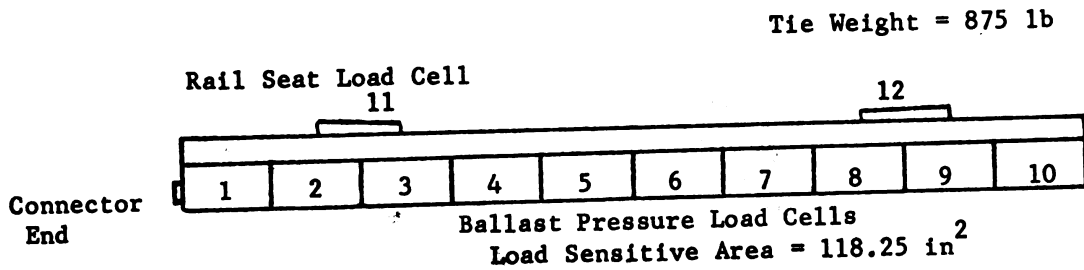 Tie Weight = 875 lb
Rail Seat Load Cell
11
12
1 2 3 4 5 6 7 8 9 10
Connector
End
Ballast Pressure Load Cells
Load Sensitive Area = 118.25 in²